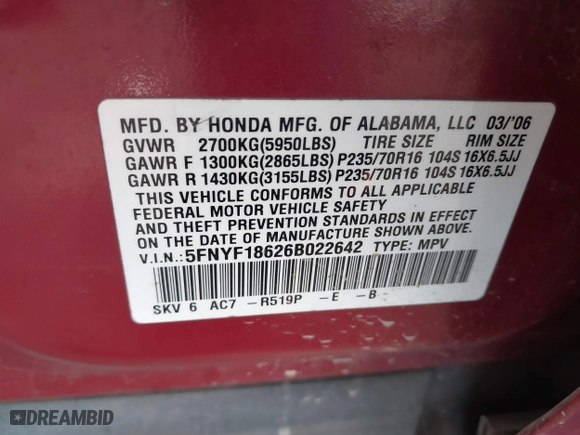 MFD. BY HONDA MFG. OF ALABAMA, LLC 03/'06
GVWR 2700KG(5950LBS) TIRE SIZE RIM SIZE
GAWR F 1300KG(2865LBS) P235/70R16 104S 16X6.5JJ
GAWR R 1430KG(3155LBS) P235/70R16 104S 16X6.5JJ
THIS VEHICLE CONFORMS TO ALL APPLICABLE
FEDERAL MOTOR VEHICLE SAFETY
AND THEFT PREVENTION STANDARDS IN EFFECT
ON THE DATE OF MANUFACTURE SHOWN ABOVE.
V.I.N.: 5FNYF18626B022642 TYPE: MPV
SKV 6 AC7 -R519P -E -B
DREAMBID